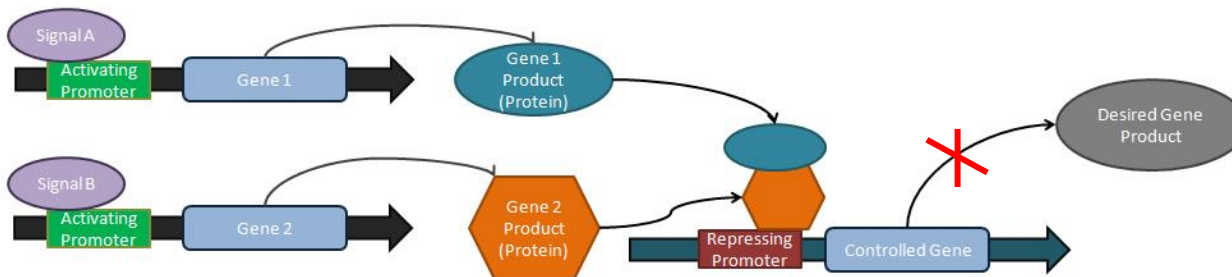 Signal A
Activating
Promoter
Gene 1
Gene 1
Product
(Protein)
Desired Gene
Product
Signal B
Activating
Promoter
Gene 2
Gene 2
Product
(Protein)
Repressing
Promoter
Controlled Gene